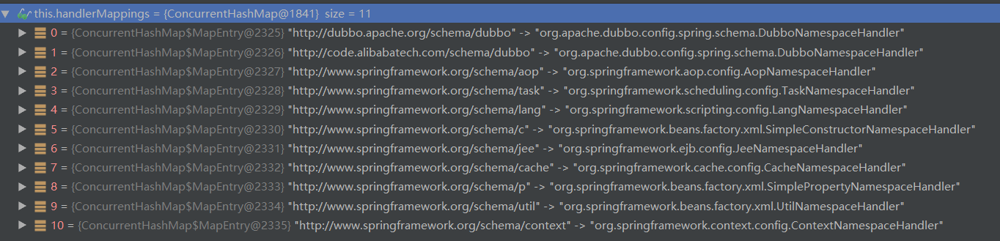 this.handlerMappings = {ConcurrentHashMap@1841} size = 11
0 = {ConcurrentHashMap$MapEntry@2325} "http://dubbo.apache.org/schema/dubbo" -> "org.apache.dubbo.config.spring.schema.DubboNamespaceHandler"
1 = {ConcurrentHashMap$MapEntry@2326} "http://code.alibabatech.com/schema/dubbo" -> "org.apache.dubbo.config.spring.schema.DubboNamespaceHandler"
2 = {ConcurrentHashMap$MapEntry@2327} "http://www.springframework.org/schema/aop" -> "org.springframework.aop.config.AopNamespaceHandler"
3 = {ConcurrentHashMap$MapEntry@2328} "http://www.springframework.org/schema/task" -> "org.springframework.scheduling.config.TaskNamespaceHandler"
4 = {ConcurrentHashMap$MapEntry@2329} "http://www.springframework.org/schema/lang" -> "org.springframework.scripting.config.LangNamespaceHandler"
5 = {ConcurrentHashMap$MapEntry@2330} "http://www.springframework.org/schema/c" -> "org.springframework.beans.factory.xml.SimpleConstructorNamespaceHandler"
6 = {ConcurrentHashMap$MapEntry@2331} "http://www.springframework.org/schema/jee" -> "org.springframework.ejb.config.JeeNamespaceHandler"
7 = {ConcurrentHashMap$MapEntry@2332} "http://www.springframework.org/schema/cache" -> "org.springframework.cache.config.CacheNamespaceHandler"
8 = {ConcurrentHashMap$MapEntry@2333} "http://www.springframework.org/schema/p" -> "org.springframework.beans.factory.xml.SimplePropertyNamespaceHandler"
9 = {ConcurrentHashMap$MapEntry@2334} "http://www.springframework.org/schema/util" -> "org.springframework.beans.factory.xml.UtilNamespaceHandler"
10 = {ConcurrentHashMap$MapEntry@2335} "http://www.springframework.org/schema/context" -> "org.springframework.context.config.ContextNamespaceHandler"